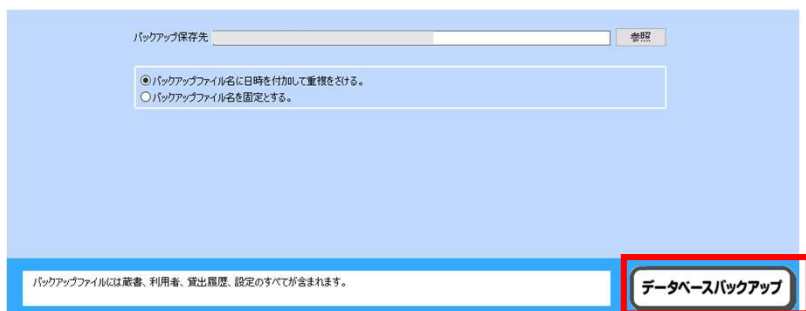 バックアップ保存先
参照
バックアップファイル名に日時を付加して重複をさける。
バックアップファイル名を固定とする。
バックアップファイルには蔵書、利用者、貸出履歴、設定のすべてが含まれます。
データベースバックアップ